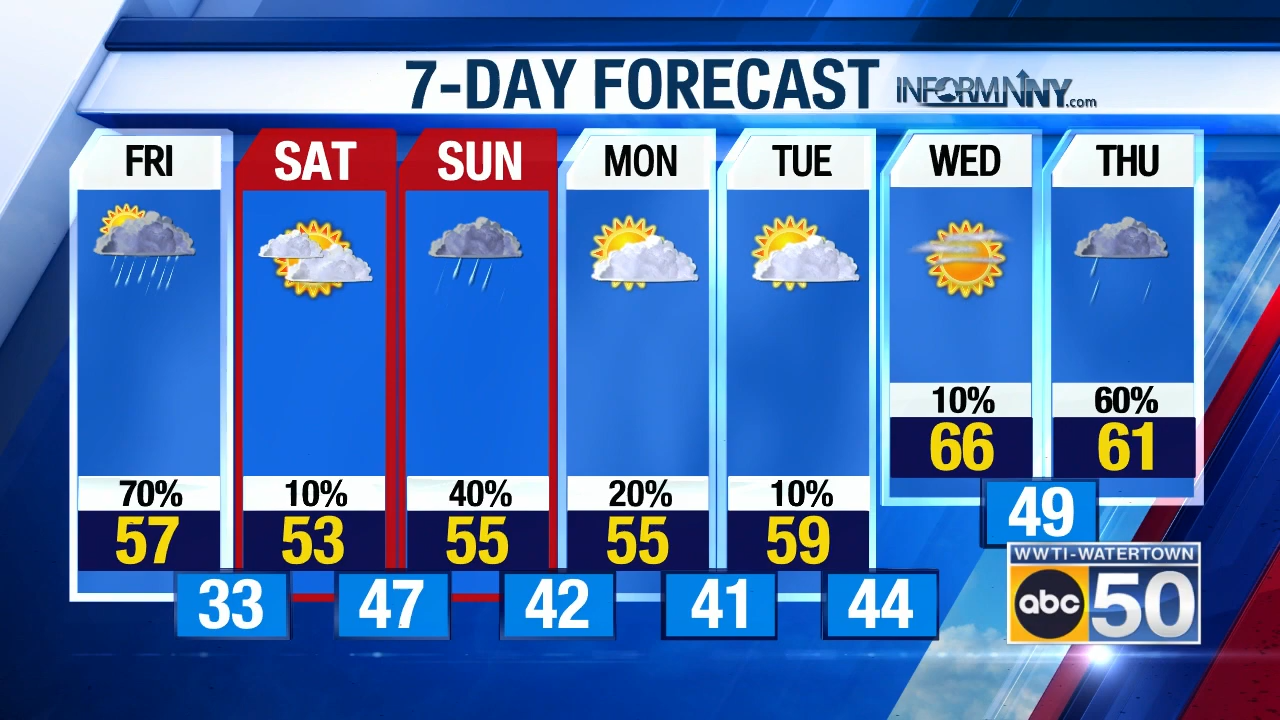 7-DAY FORECAST INFORMNNY.com
FRI SAT SUN MON TUE WED THU
10% 60%
66 61
70% 10% 40% 20% 10%
57 53 55 55 59
49
33 47 42 41 44
WWTI-WATERTOWN
abc 50